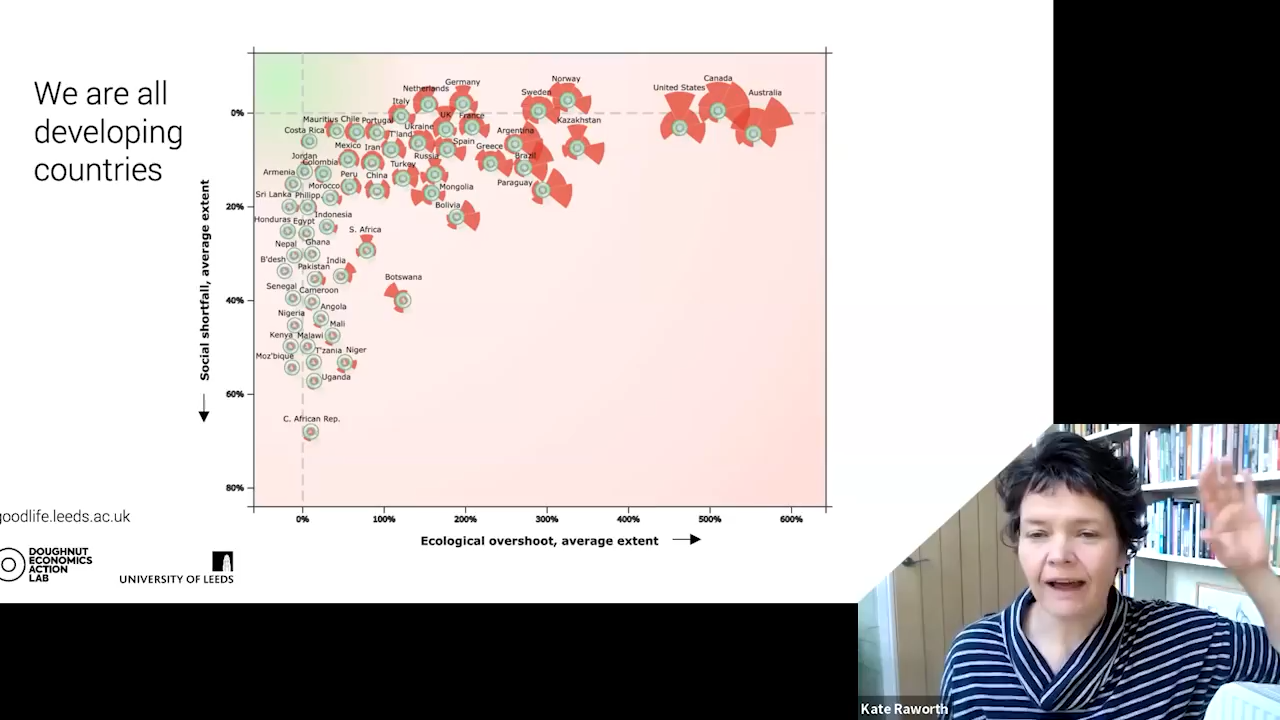 We are all
developing
countries
Social shortfall, average extent
0%
20%
40%
60%
80%
0%
100%
200%
300%
400%
500%
600%
Ecological overshoot, average extent
Germany
Netherlands
Norway
Sweden
Canada
United States
Australia
Italy
Mauritius
Chile
Portugal
UK
France
Kazakhstan
Costa Rica
Ukraine
T'land
Argentina
Spain
Mexico
Iran
Greece
Brazil
Jordan
Colombia
Russia
Turkey
Armenia
Peru
China
Paraguay
Morocco
Mongolia
Sri Lanka
Philipp.
Bolivia
Honduras
Egypt
Indonesia
S. Africa
Nepal
Ghana
B'desh
Pakistan
India
Botswana
Senegal
Cameroon
Angola
Nigeria
Mali
Kenya
Malawi
T'zania
Niger
Moz'bique
Uganda
C. African Rep.
goodlife.leeds.ac.uk
DOUGHNUT
ECONOMICS
ACTION
LAB
UNIVERSITY OF LEEDS
Kate Raworth